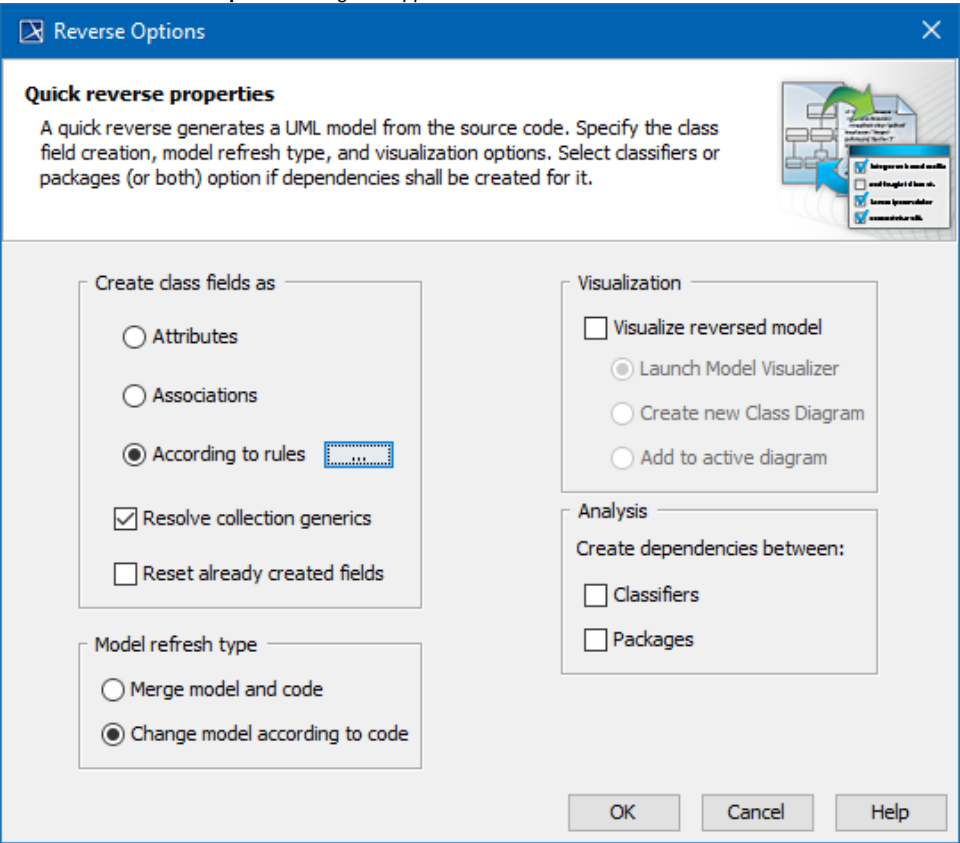 Reverse Options
Quick reverse properties
A quick reverse generates a UML model from the source code. Specify the class
field creation, model refresh type, and visualization options. Select classifiers or
packages (or both) option if dependencies shall be created for it.
Create class fields as
Attributes
Associations
According to rules ...
Resolve collection generics
Reset already created fields
Model refresh type
Merge model and code
Change model according to code
Visualization
Visualize reversed model
Launch Model Visualizer
Create new Class Diagram
Add to active diagram
Analysis
Create dependencies between:
Classifiers
Packages
OK Cancel Help